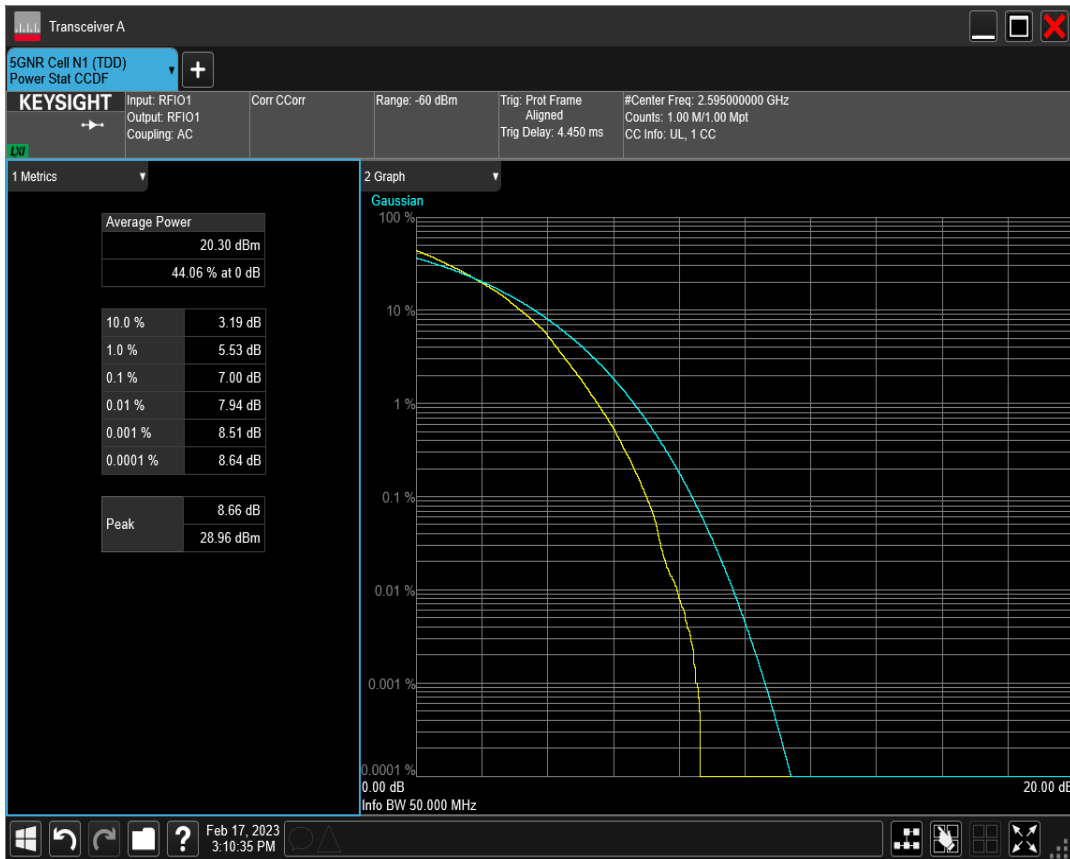 Transceiver A
5GNR Cell N1 (TDD)
Power Stat CCDF
KEYSIGHT
LXI
Input: RFIO1
Output: RFIO1
Coupling: AC
Corr CCorr
Range: -60 dBm
Trig: Prot Frame
Aligned
Trig Delay: 4.450 ms
#Center Freq: 2.595000000 GHz
Counts: 1.00 M/1.00 Mpt
CC Info: UL, 1 CC
1 Metrics
Average Power
20.30 dBm
44.06 % at 0 dB
10.0 % 3.19 dB
1.0 % 5.53 dB
0.1 % 7.00 dB
0.01 % 7.94 dB
0.001 % 8.51 dB
0.0001 % 8.64 dB
Peak
8.66 dB
28.96 dBm
2 Graph
Gaussian
100 %
10 %
1 %
0.1 %
0.01 %
0.001 %
0.0001 %
0.00 dB 20.00 dB
Info BW 50.000 MHz
Feb 17, 2023
3:10:35 PM